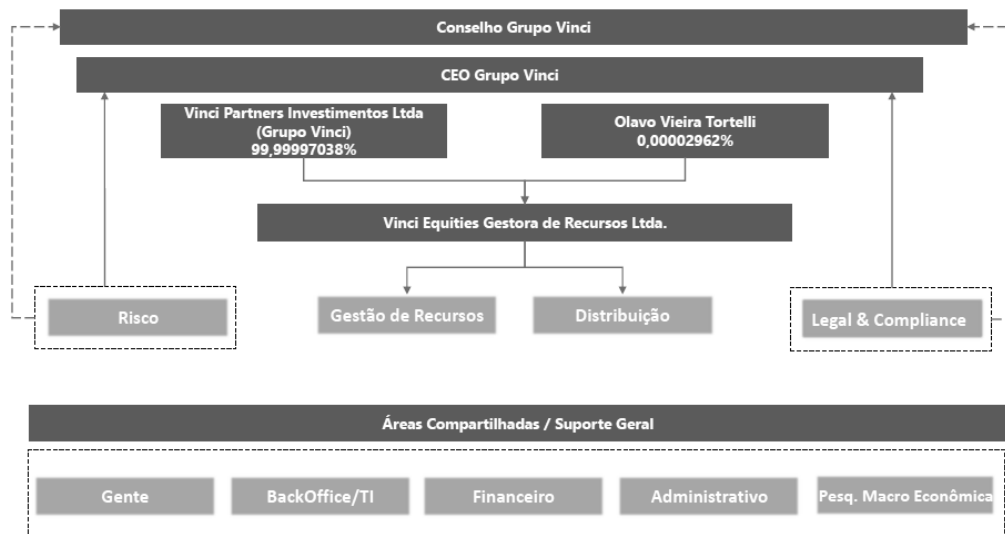 Conselho Grupo Vinci
CEO Grupo Vinci
Vinci Partners Investimentos Ltda
(Grupo Vinci)
99,99997038%
Olavo Vieira Tortelli
0,00002962%
Vinci Equities Gestora de Recursos Ltda.
Risco
Gestão de Recursos
Distribuição
Legal & Compliance
Áreas Compartilhadas / Suporte Geral
Gente
BackOffice/TI
Financeiro
Administrativo
Pesq. Macro Econômica